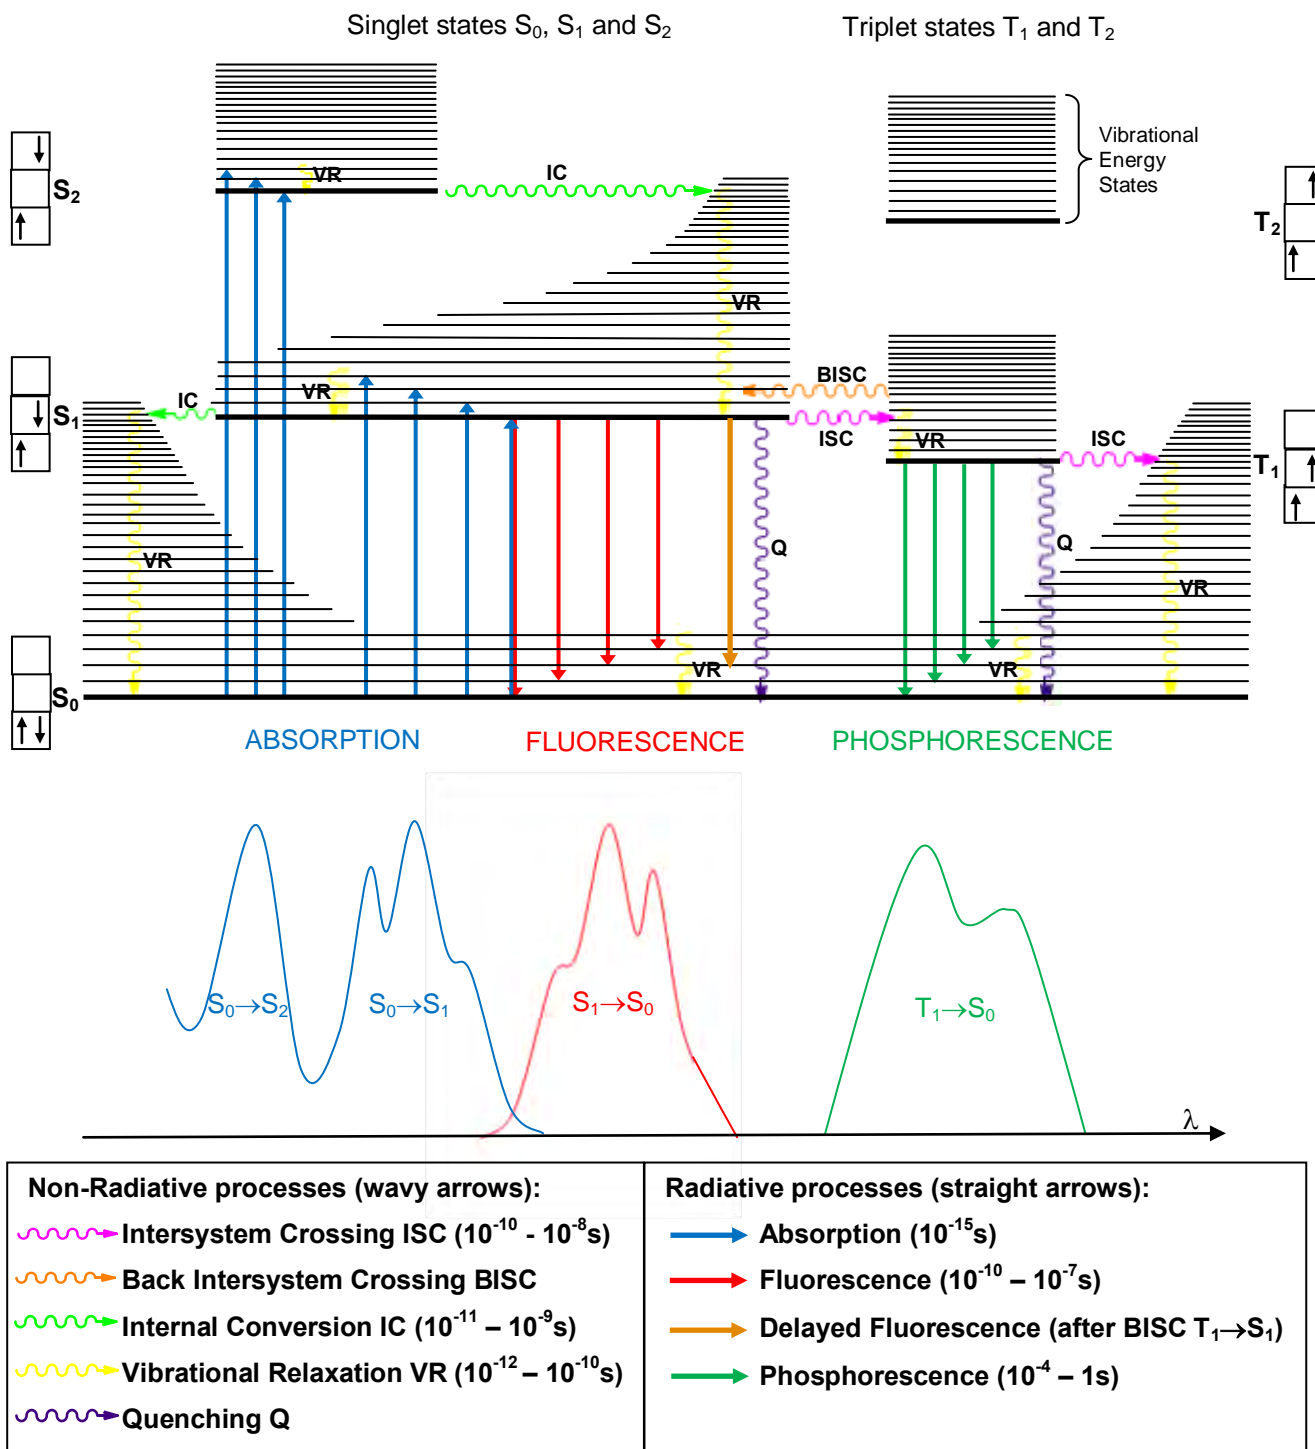 Singlet states S₀, S₁ and S₂
Triplet states T₁ and T₂
Vibrational
Energy
States
S₂
VR
IC
T₂
VR
BISC
IC
S₁
VR
ISC
VR
ISC
T₁
VR
Q
Q
VR
S₀
VR
VR
ABSORPTION
FLUORESCENCE
PHOSPHORESCENCE
S₀→S₂
S₀→S₁
S₁→S₀
T₁→S₀
λ
Non-Radiative processes (wavy arrows):
Intersystem Crossing ISC (10⁻¹⁰ - 10⁻⁸s)
Back Intersystem Crossing BISC
Internal Conversion IC (10⁻¹¹ – 10⁻⁹s)
Vibrational Relaxation VR (10⁻¹² – 10⁻¹⁰s)
Quenching Q
Radiative processes (straight arrows):
Absorption (10⁻¹⁵s)
Fluorescence (10⁻¹⁰ – 10⁻⁷s)
Delayed Fluorescence (after BISC T₁→S₁)
Phosphorescence (10⁻⁴ – 1s)